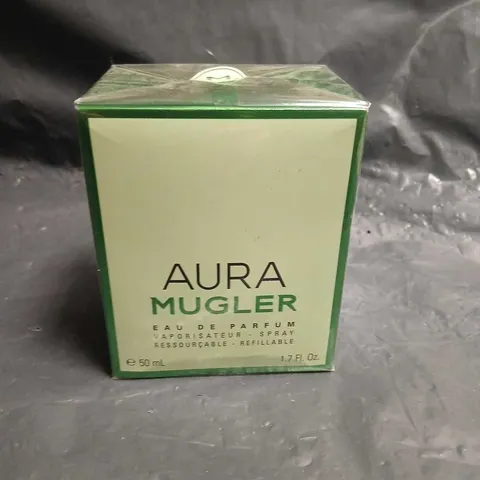 AURA
MUGLER
EAU DE PARFUM
VAPORISATEUR - SPRAY
RESSOURÇABLE - REFILLABLE
℮ 50 mL 1.7 Fl. Oz.